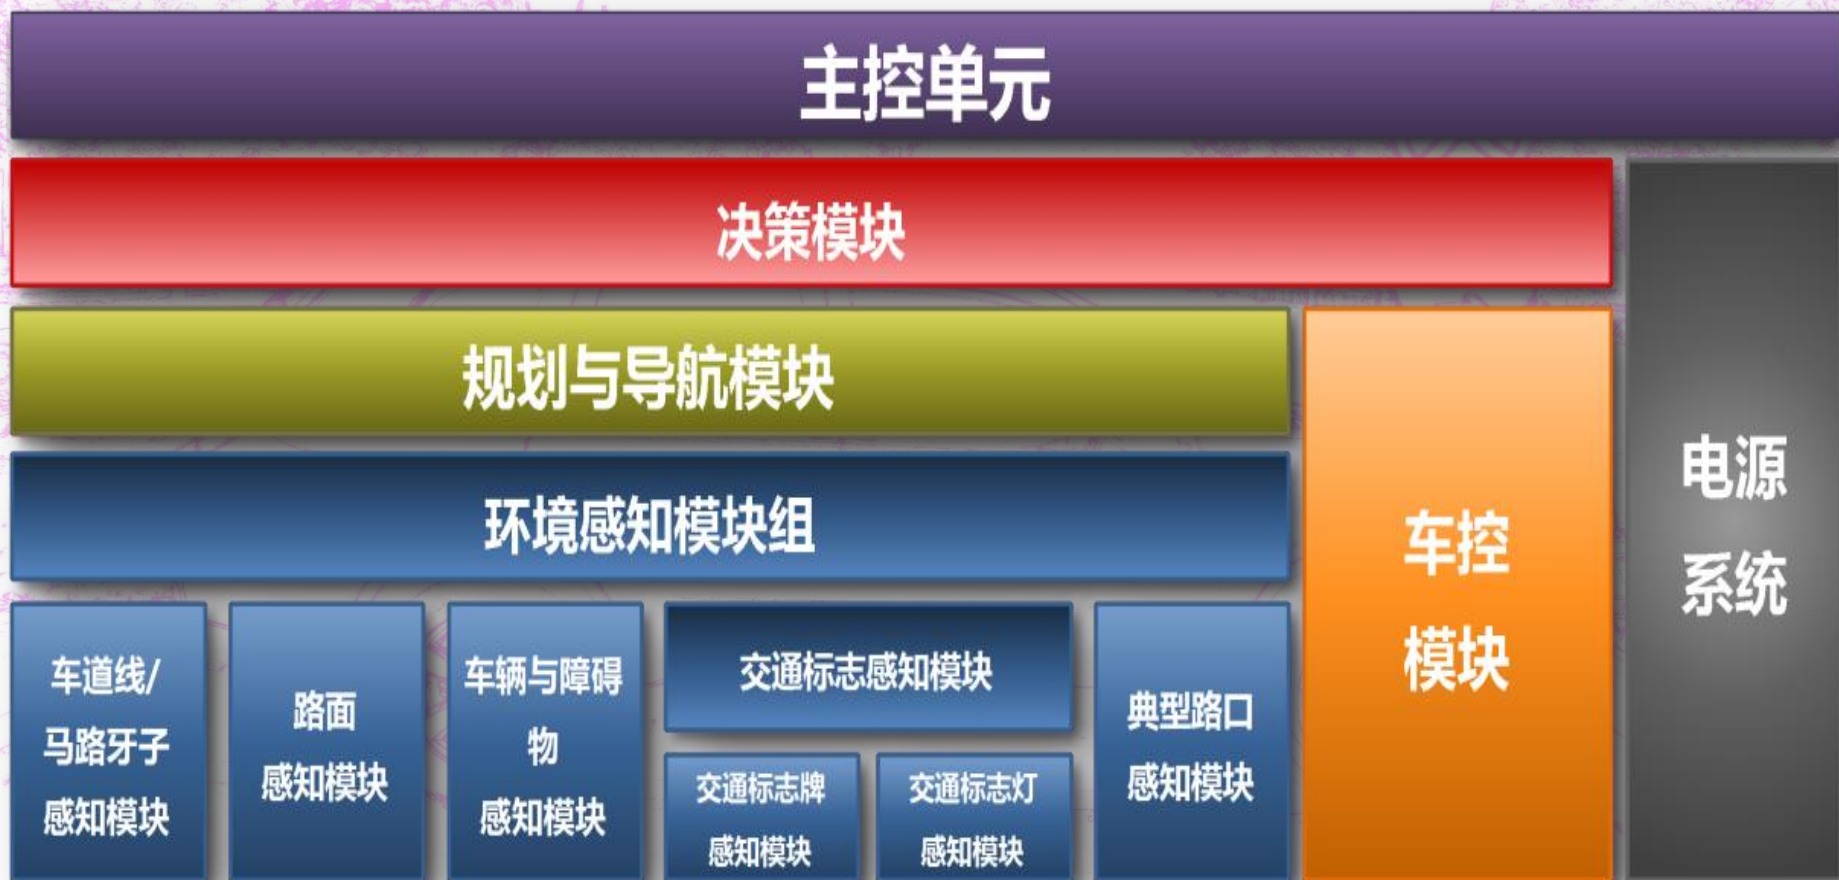 主控单元
决策模块
规划与导航模块
环境感知模块组
车道线/
马路牙子
感知模块
路面
感知模块
车辆与障碍
物
感知模块
交通标志感知模块
交通标志牌
感知模块
交通标志灯
感知模块
典型路口
感知模块
车控
模块
电源
系统